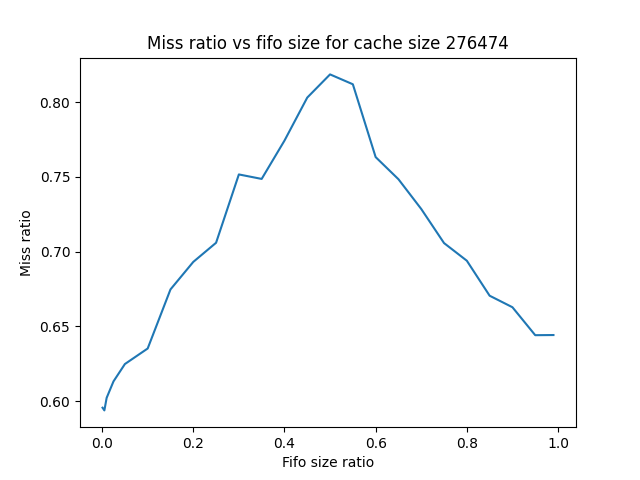 Miss ratio vs fifo size for cache size 276474
0.80
0.75
0.70
0.65
0.60
Miss ratio
0.0 0.2 0.4 0.6 0.8 1.0
Fifo size ratio